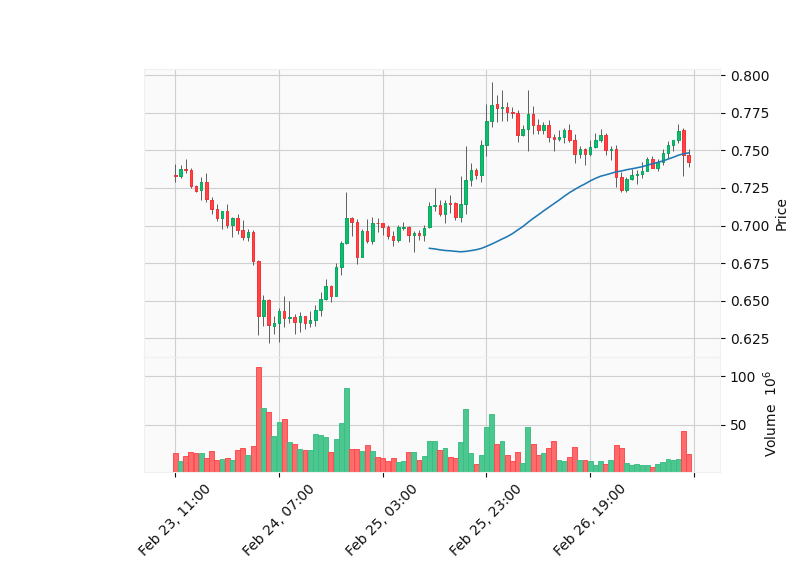 0.800
0.775
0.750
0.725
0.700
0.675
0.650
0.625
Price
100
50
Volume 10^6
Feb 23, 11:00
Feb 24, 07:00
Feb 25, 03:00
Feb 25, 23:00
Feb 26, 19:00